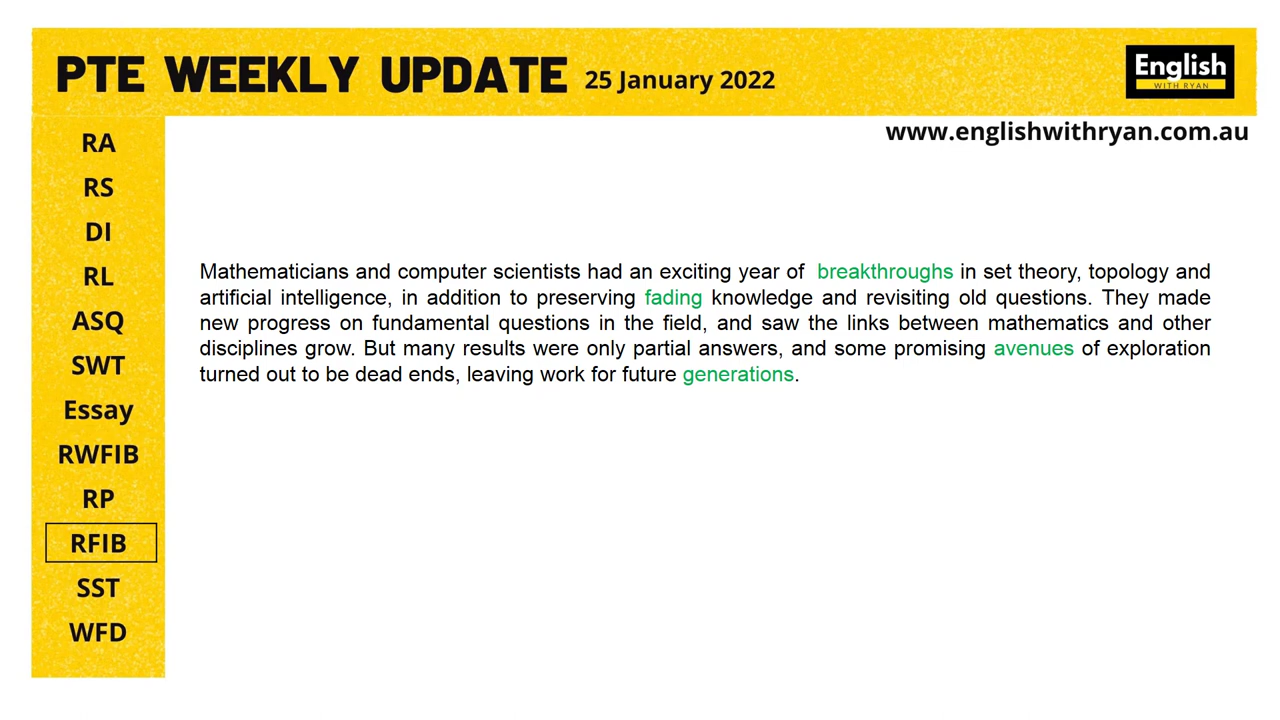 PTE WEEKLY UPDATE 25 January 2022
English
WITH RYAN
www.englishwithryan.com.au
RA
RS
DI
RL
ASQ
SWT
Essay
RWFIB
RP
RFIB
SST
WFD
Mathematicians and computer scientists had an exciting year of breakthroughs in set theory, topology and
artificial intelligence, in addition to preserving fading knowledge and revisiting old questions. They made
new progress on fundamental questions in the field, and saw the links between mathematics and other
disciplines grow. But many results were only partial answers, and some promising avenues of exploration
turned out to be dead ends, leaving work for future generations.